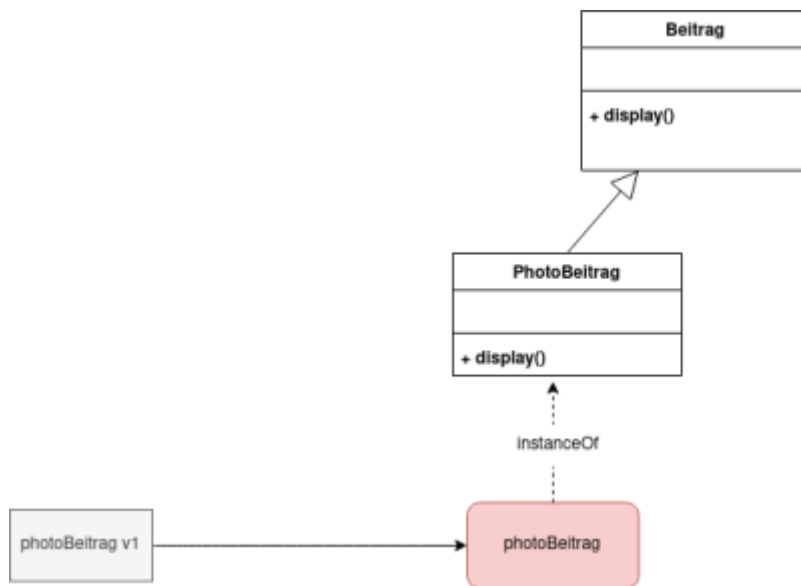 Beitrag
+ display()
PhotoBeitrag
+ display()
instanceOf
photoBeitrag v1
photoBeitrag